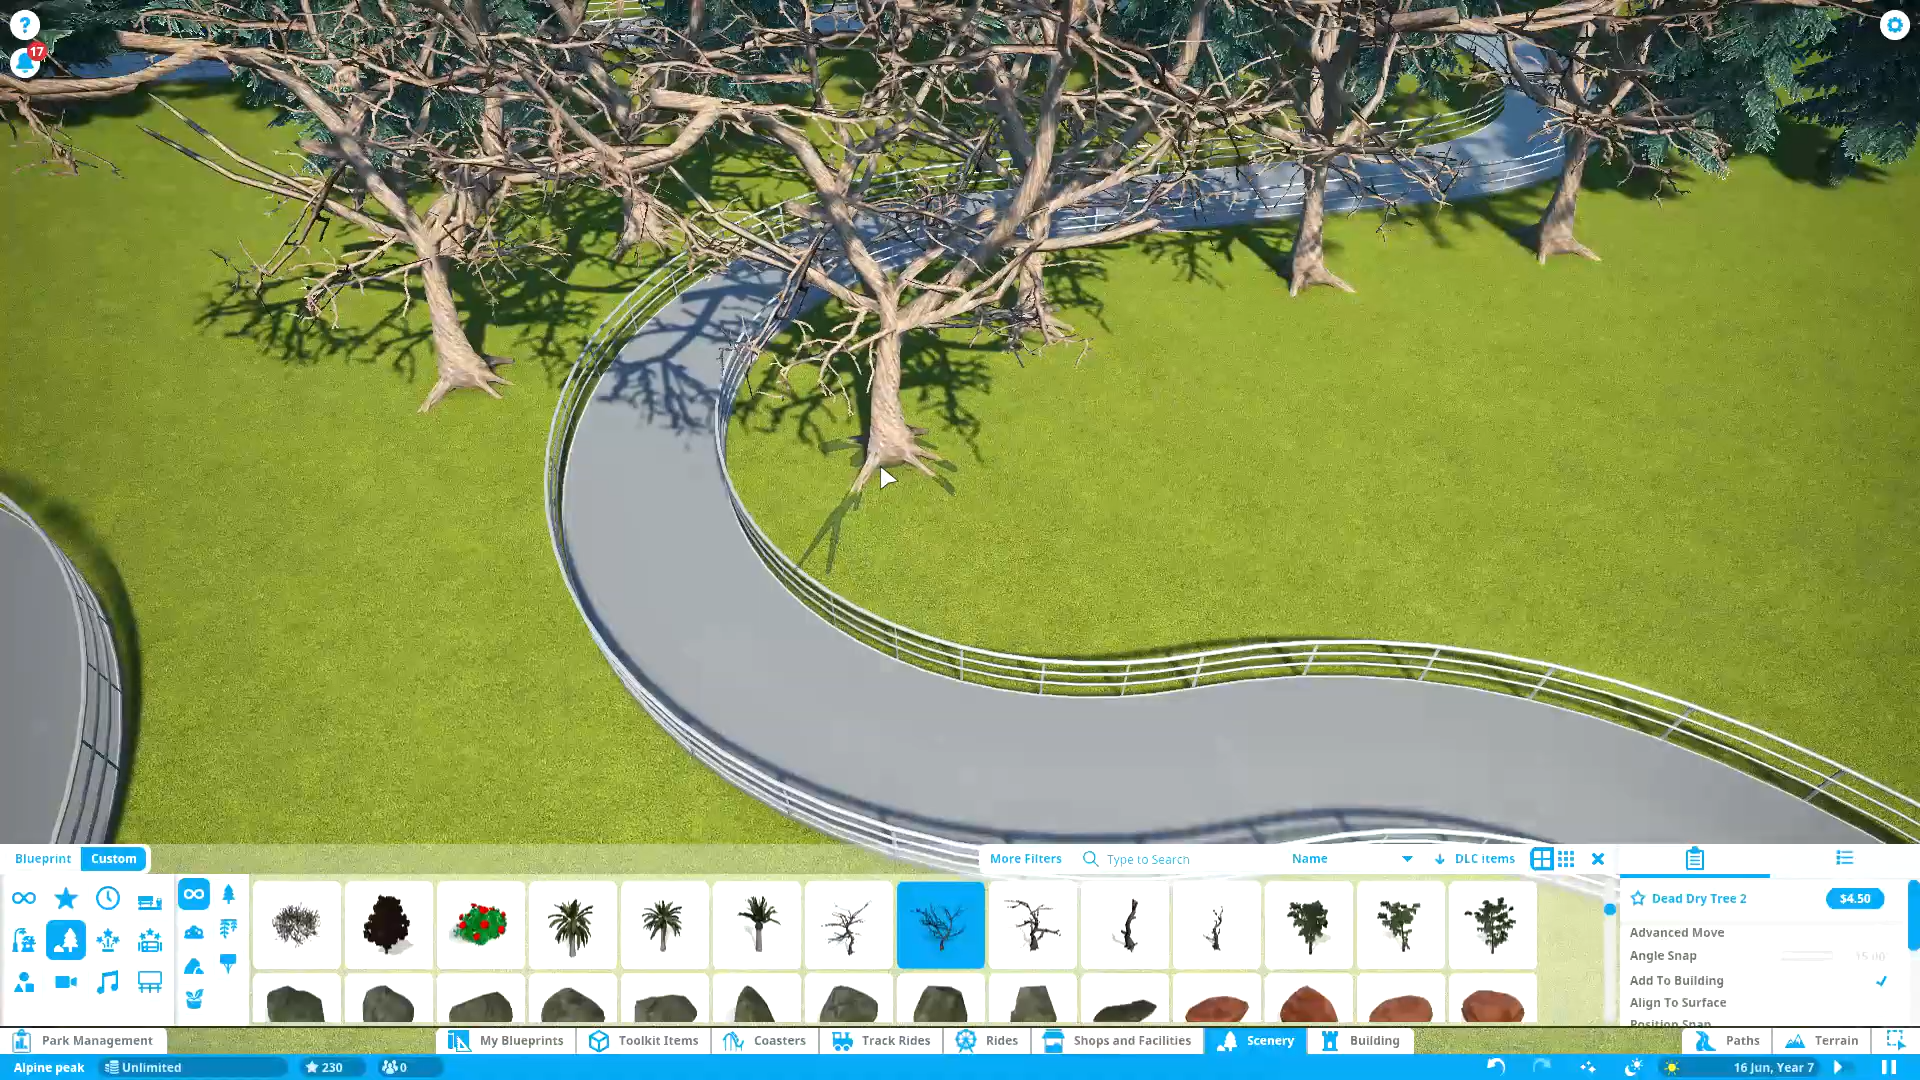 ?
17
Blueprint
Custom
More Filters
Type to Search
Name
DLC items
Dead Dry Tree 2
$4.50
Advanced Move
Angle Snap
15.00
Add To Building
Align To Surface
Position Snap
Park Management
My Blueprints
Toolkit Items
Coasters
Track Rides
Rides
Shops and Facilities
Scenery
Building
Paths
Terrain
Alpine peak
Unlimited
230
0
16 Jun, Year 7